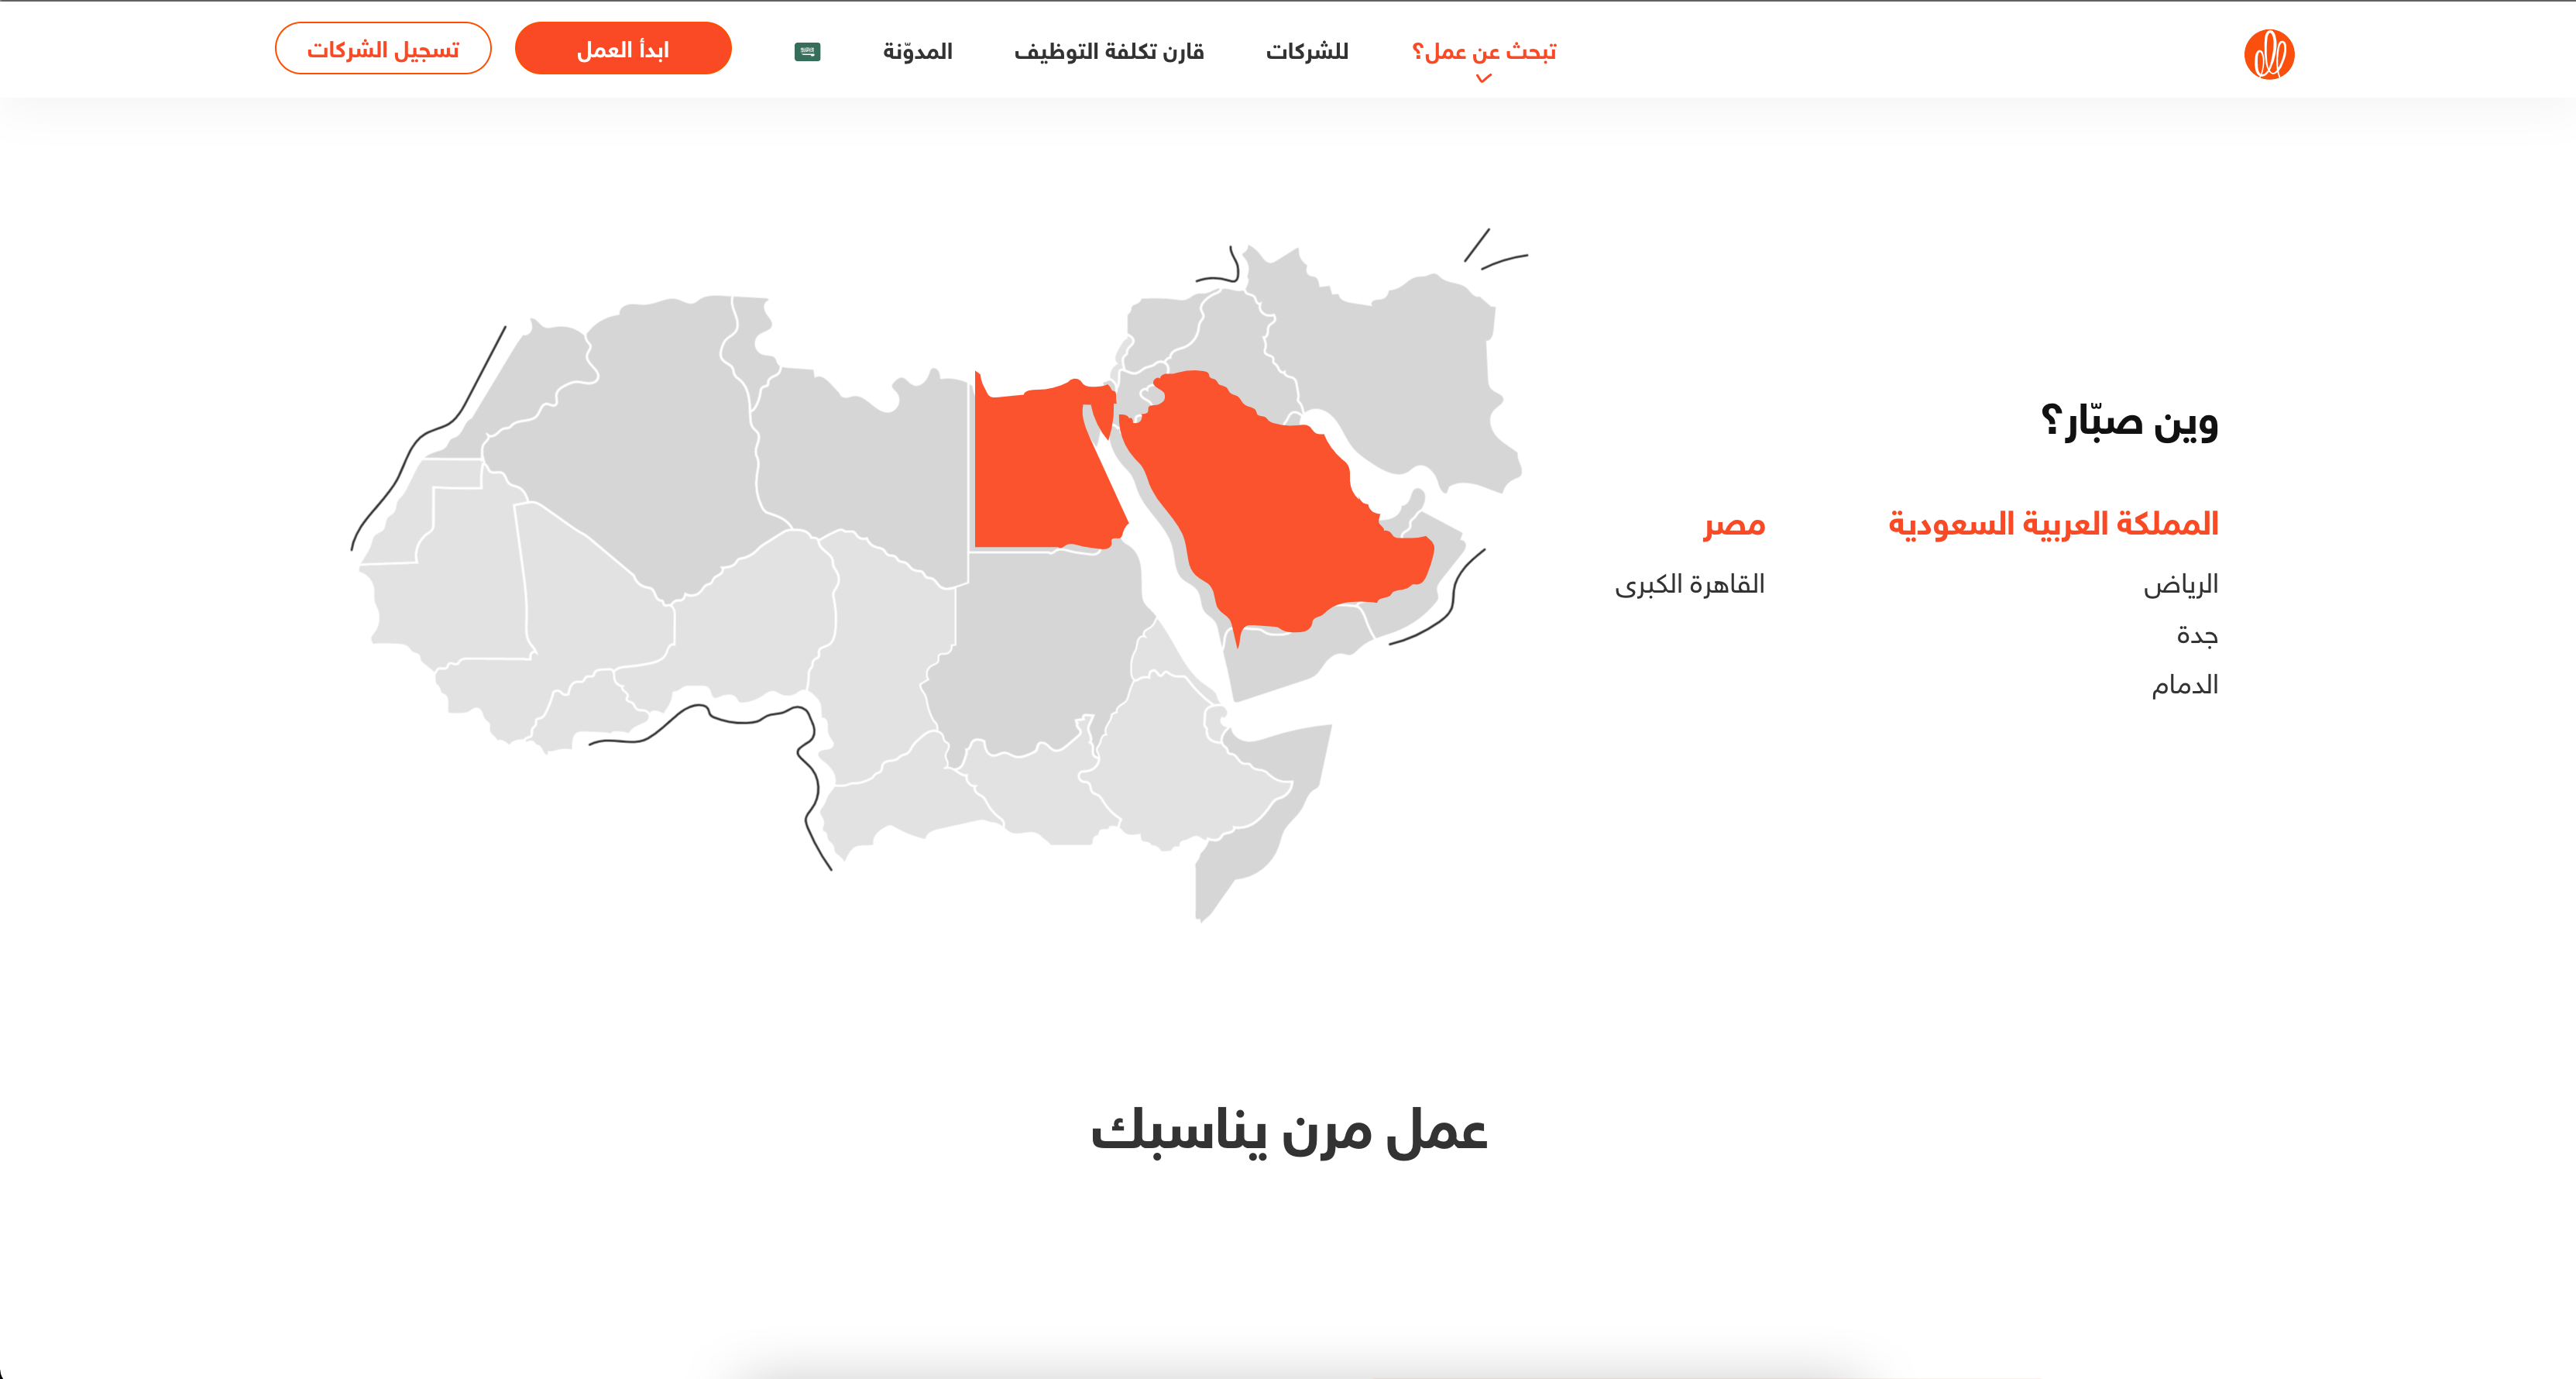 تبحث عن عمل؟
للشركات
قارن تكلفة التوظيف
المدوّنة
ابدأ العمل
تسجيل الشركات
وين صبّار؟
المملكة العربية السعودية
الرياض
جدة
الدمام
مصر
القاهرة الكبرى
عمل مرن يناسبك